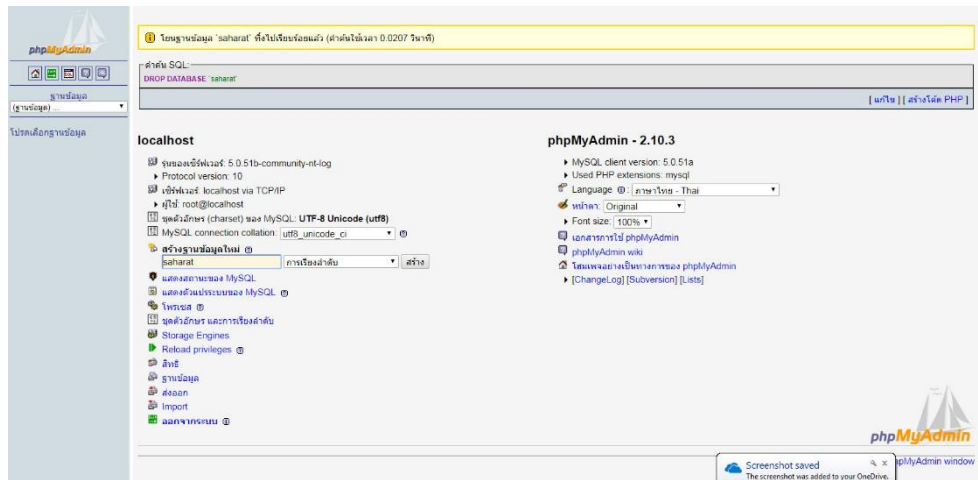 phpMyAdmin
ฐานข้อมูล
(ฐานข้อมูล) ...
โปรดเลือกฐานข้อมูล
โยนฐานข้อมูล `saharat` ทิ้งไปเรียบร้อยแล้ว (คำค้นใช้เวลา 0.0207 วินาที)
คำค้น SQL:
DROP DATABASE `saharat`
[ แก้ไข ] [ สร้างโค้ด PHP ]
localhost
รุ่นของเซิร์ฟเวอร์: 5.0.51b-community-nt-log
Protocol version: 10
เซิร์ฟเวอร์: localhost via TCP/IP
ผู้ใช้: root@localhost
ชุดตัวอักษร (charset) ของ MySQL: UTF-8 Unicode (utf8)
MySQL connection collation: utf8_unicode_ci
สร้างฐานข้อมูลใหม่
saharat การเรียงลำดับ สร้าง
แสดงสถานะของ MySQL
แสดงตัวแปรระบบของ MySQL
โพรเซส
ชุดตัวอักษร และการเรียงลำดับ
Storage Engines
Reload privileges
สิทธิ
ฐานข้อมูล
ส่งออก
Import
ออกจากระบบ
phpMyAdmin - 2.10.3
MySQL client version: 5.0.51a
Used PHP extensions: mysql
Language : ภาษาไทย - Thai
หน้าตา: Original
Font size: 100%
เอกสารการใช้ phpMyAdmin
phpMyAdmin wiki
โฮมเพจอย่างเป็นทางการของ phpMyAdmin
[ChangeLog] [Subversion] [Lists]
phpMyAdmin
phpMyAdmin window
Screenshot saved
The screenshot was added to your OneDrive.